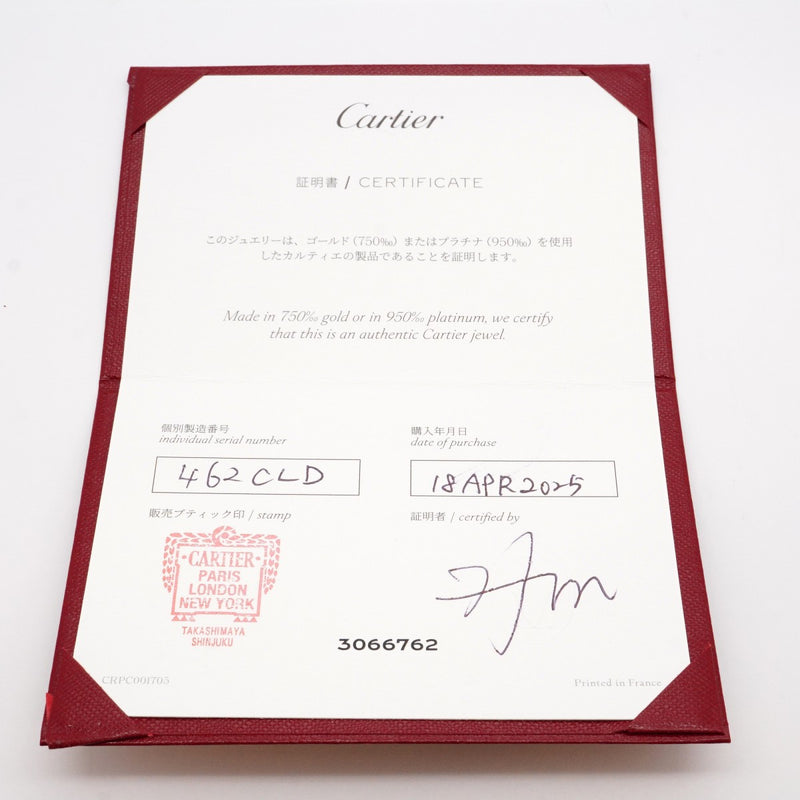 Cartier
証明書 / CERTIFICATE
このジュエリーは、ゴールド (750‰) またはプラチナ (950‰) を使用
したカルティエの製品であることを証明します。
Made in 750‰ gold or in 950‰ platinum, we certify
that this is an authentic Cartier jewel.
個別製造番号
individual serial number
462CLD
購入年月日
date of purchase
18APR2025
販売ブティック印 / stamp
CARTIER
PARIS
LONDON
NEW YORK
TAKASHIMAYA
SHINJUKU
証明者 / certified by
3066762
CRPC001705
Printed in France